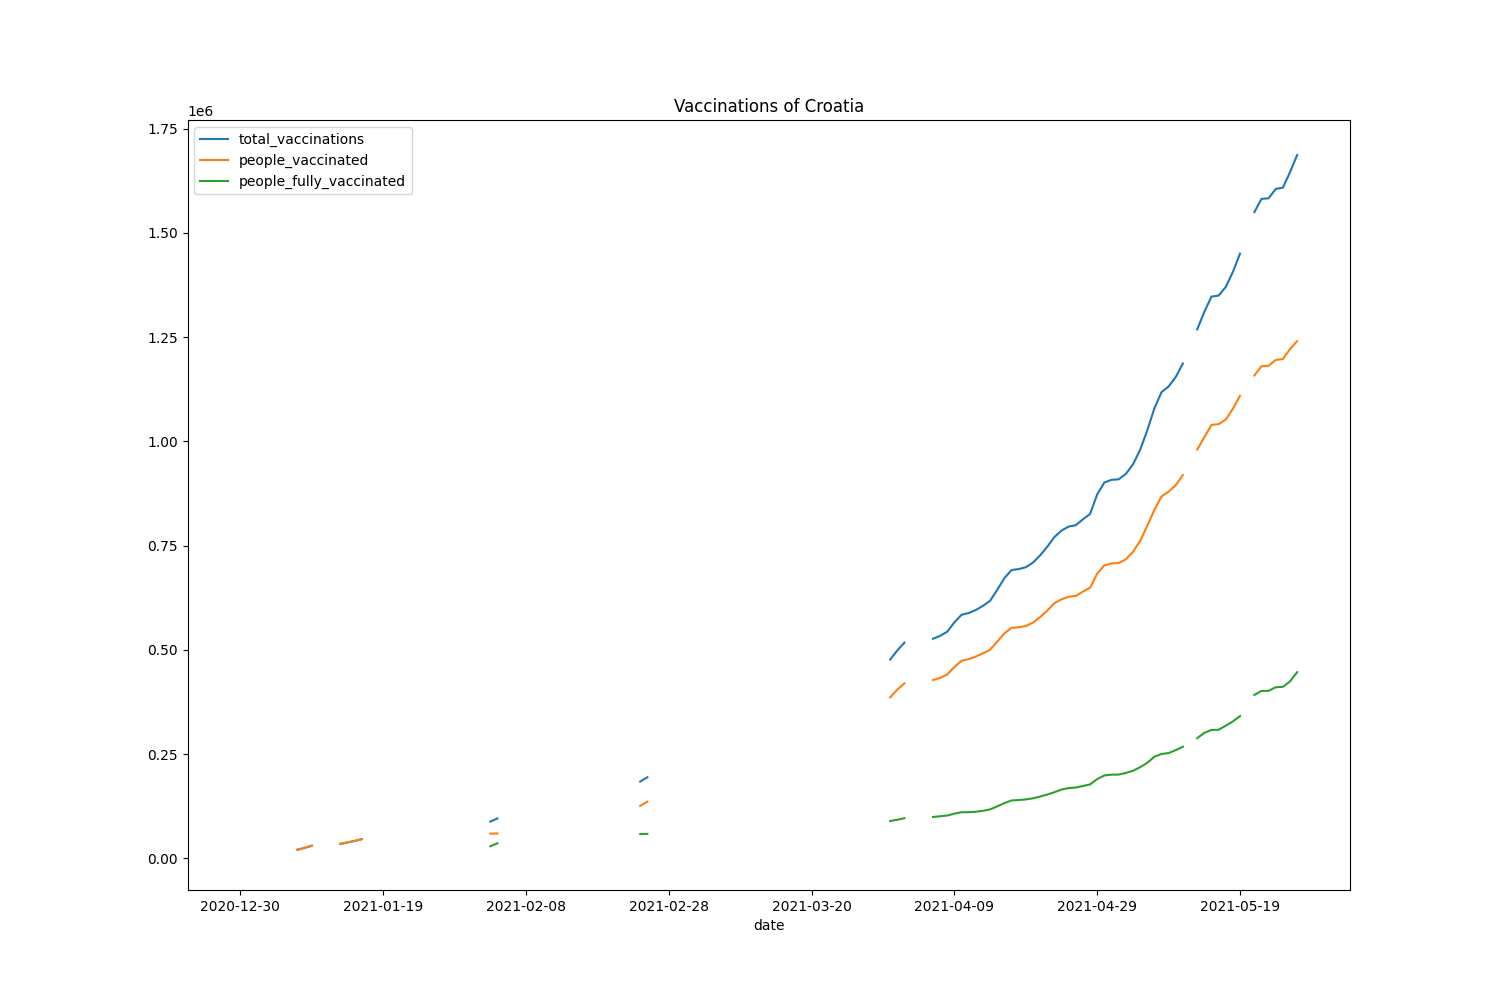 Vaccinations of Croatia
1e6
total_vaccinations
people_vaccinated
people_fully_vaccinated
1.75
1.50
1.25
1.00
0.75
0.50
0.25
0.00
2020-12-30 2021-01-19 2021-02-08 2021-02-28 2021-03-20 2021-04-09 2021-04-29 2021-05-19
date